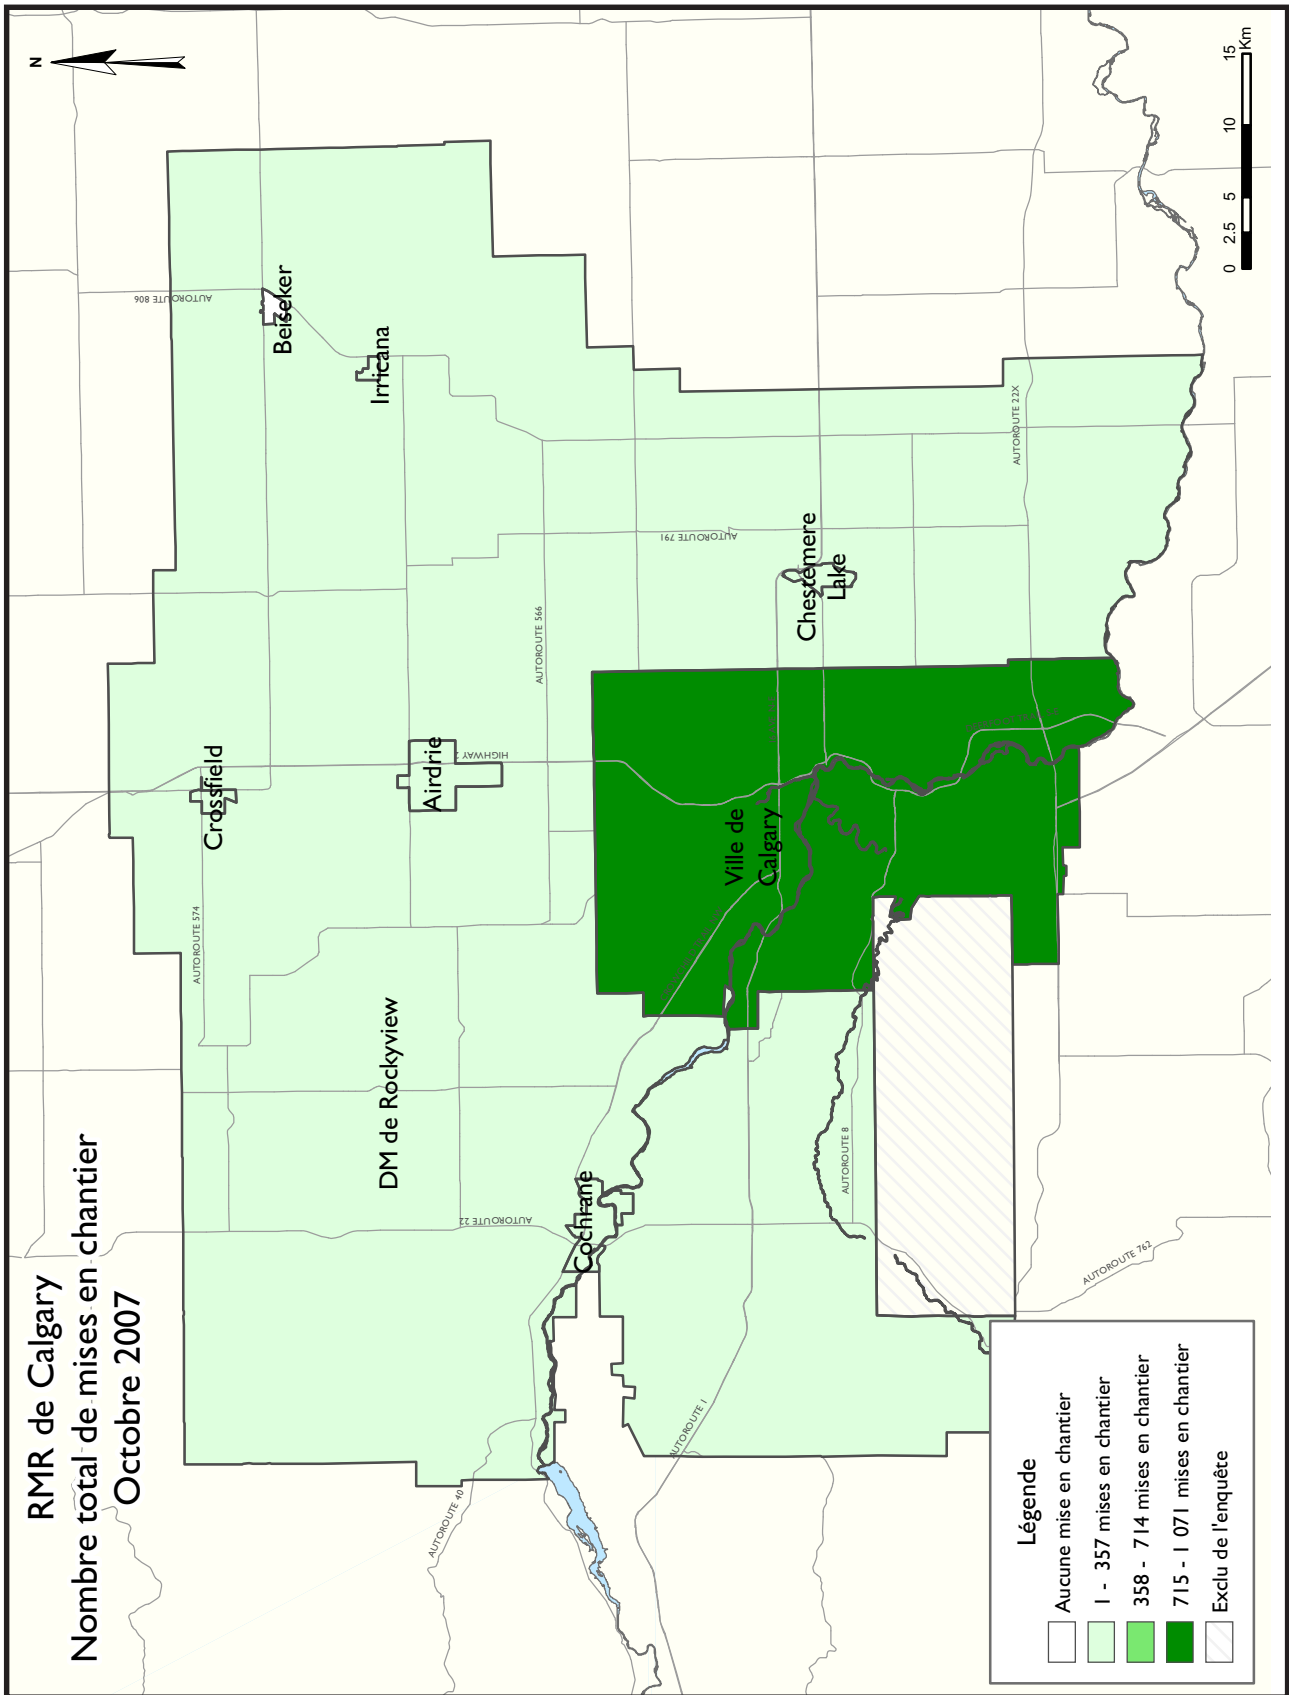 RMR de Calgary
Nombre total de mises en chantier
Octobre 2007
N
AUTOROUTE 806
Beiseker
Irricana
Crossfield
AUTOROUTE 574
Airdrie
HIGHWAY 2
AUTOROUTE 566
DM de Rockyview
AUTOROUTE 22
AUTOROUTE 40
Cochrane
AUTOROUTE 791
Chestemere
Lake
Ville de
Calgary
AUTOROUTE 1
AUTOROUTE 8
AUTOROUTE 22X
AUTOROUTE 762
Légende
Aucune mise en chantier
1 - 357 mises en chantier
358 - 714 mises en chantier
715 - 1 071 mises en chantier
Exclu de l'enquête
0 2.5 5 10 15
Km